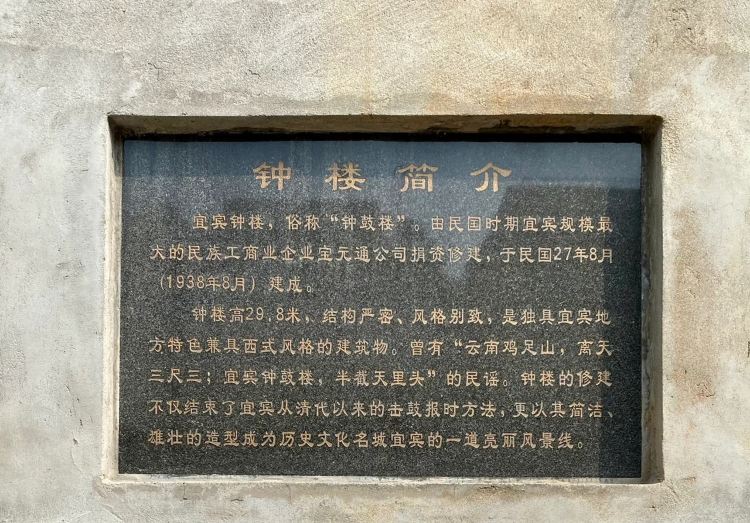 钟楼简介
宜宾钟楼，俗称“钟鼓楼”。由民国时期宜宾规模最
大的民族工商业企业宝元通公司捐资修建，于民国27年8月
（1938年8月）建成。
钟楼高29.8米，结构严密、风格别致，是独具宜宾地
方特色兼具西式风格的建筑物。曾有“云南鸡足山，离天
三尺三；宜宾钟鼓楼，半截天里头”的民谣。钟楼的修建
不仅结束了宜宾从清代以来的击鼓报时方法，更以其简洁、
雄壮的造型成为历史文化名城宜宾的一道亮丽风景线。